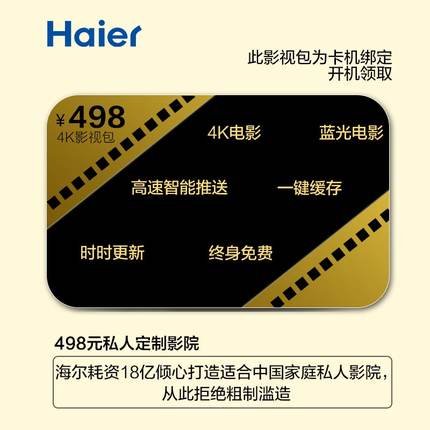 Haier
此影视包为卡机绑定
开机领取
¥498
4K影视包
4K电影
蓝光电影
高速智能推送
一键缓存
时时更新
终身免费
498元私人定制影院
海尔耗资18亿倾心打造适合中国家庭私人影院，
从此拒绝粗制滥造